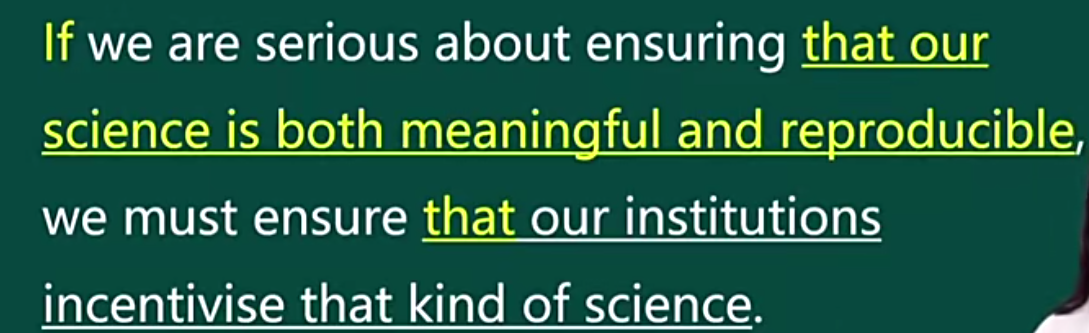 If we are serious about ensuring that our
science is both meaningful and reproducible,
we must ensure that our institutions
incentivise that kind of science.